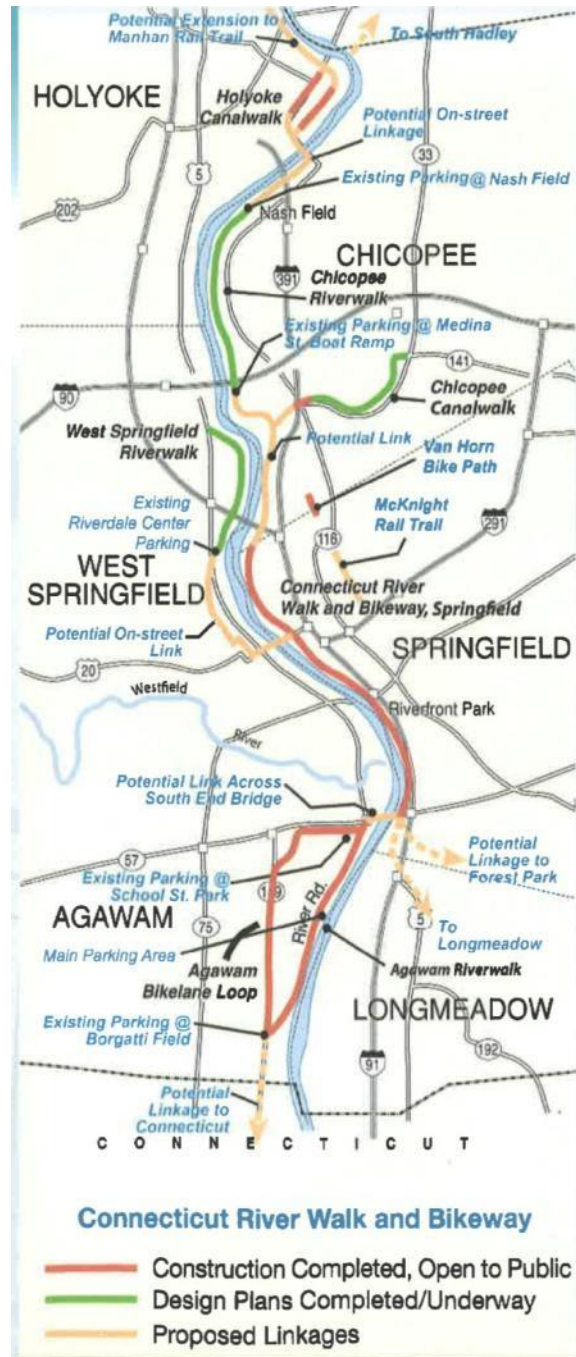 Potential Extension to
Manhan Rail Trail
To South Hadley
HOLYOKE
Holyoke
Canalwalk
Potential On-street
Linkage
33
5
Existing Parking@ Nash Field
202
Nash Field
CHICOPEE
391
Chicopee
Riverwalk
Existing Parking @ Medina
St. Boat Ramp
141
90
Chicopee
Canalwalk
West Springfield
Riverwalk
Potential Link
Van Horn
Bike Path
Existing
Riverdale Center
Parking
McKnight
Rail Trail
291
116
WEST
SPRINGFIELD
Connecticut River
Walk and Bikeway, Springfield
Potential On-street
Link
SPRINGFIELD
20
Westfield
River
Riverfront Park
Potential Link Across
South End Bridge
57
Potential
Linkage to
Forest Park
Existing Parking @
School St. Park
159
AGAWAM
River Rd.
75
5
To
Longmeadow
Main Parking Area
Agawam
Bikelane Loop
Agawam Riverwalk
LONGMEADOW
Existing Parking @
Borgatti Field
192
91
Potential
Linkage to
Connecticut
CONNECTICUT
Connecticut River Walk and Bikeway
Construction Completed, Open to Public
Design Plans Completed/Underway
Proposed Linkages